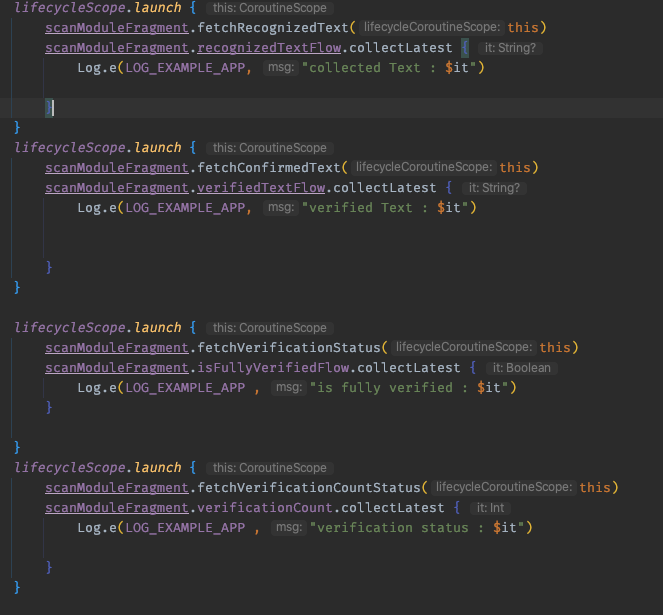 lifecycleScope.launch { this: CoroutineScope
scanModuleFragment.fetchRecognizedText( lifecycleCoroutineScope: this)
scanModuleFragment.recognizedTextFlow.collectLatest { it: String?
Log.e(LOG_EXAMPLE_APP, msg: "collected Text : $it")
}
}
lifecycleScope.launch { this: CoroutineScope
scanModuleFragment.fetchConfirmedText( lifecycleCoroutineScope: this)
scanModuleFragment.verifiedTextFlow.collectLatest { it: String?
Log.e(LOG_EXAMPLE_APP, msg: "verified Text : $it")
}
}
lifecycleScope.launch { this: CoroutineScope
scanModuleFragment.fetchVerificationStatus( lifecycleCoroutineScope: this)
scanModuleFragment.isFullyVerifiedFlow.collectLatest { it: Boolean
Log.e(LOG_EXAMPLE_APP , msg: "is fully verified : $it")
}
}
lifecycleScope.launch { this: CoroutineScope
scanModuleFragment.fetchVerificationCountStatus( lifecycleCoroutineScope: this)
scanModuleFragment.verificationCount.collectLatest { it: Int
Log.e(LOG_EXAMPLE_APP , msg: "verification status : $it")
}
}